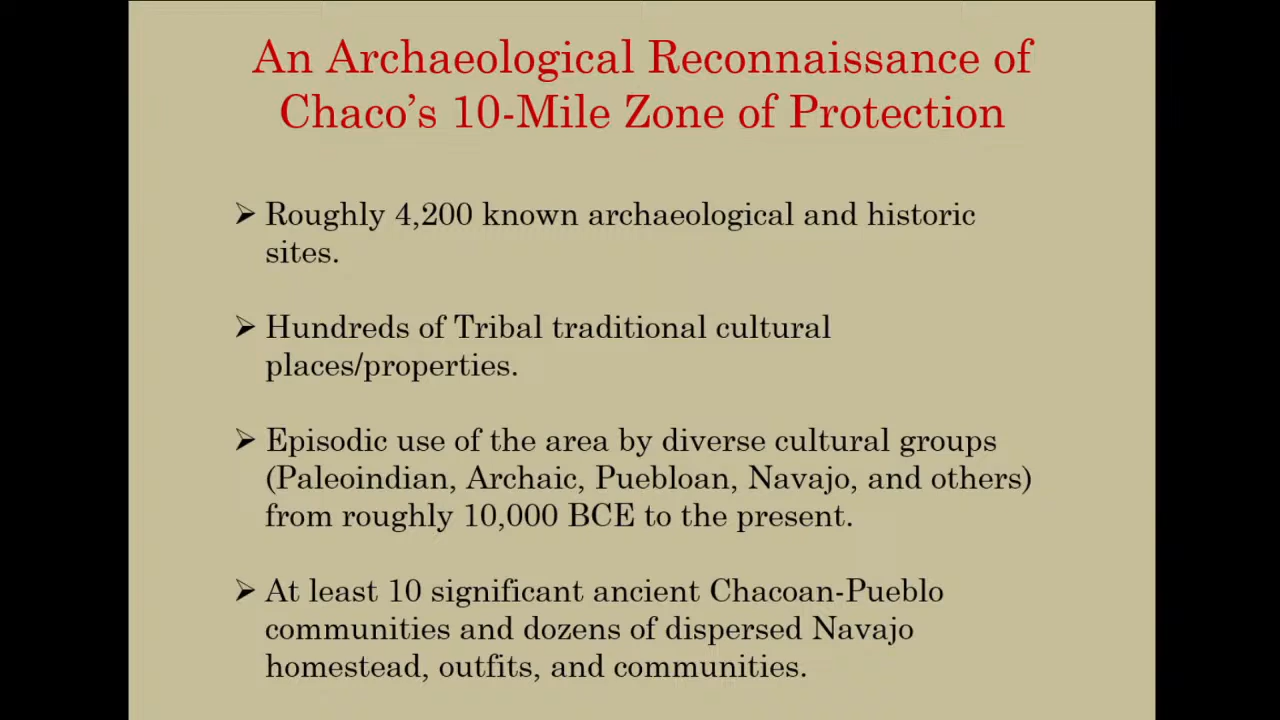 An Archaeological Reconnaissance of
Chaco's 10-Mile Zone of Protection
➢ Roughly 4,200 known archaeological and historic
sites.
➢ Hundreds of Tribal traditional cultural
places/properties.
➢ Episodic use of the area by diverse cultural groups
(Paleoindian, Archaic, Puebloan, Navajo, and others)
from roughly 10,000 BCE to the present.
➢ At least 10 significant ancient Chacoan-Pueblo
communities and dozens of dispersed Navajo
homestead, outfits, and communities.